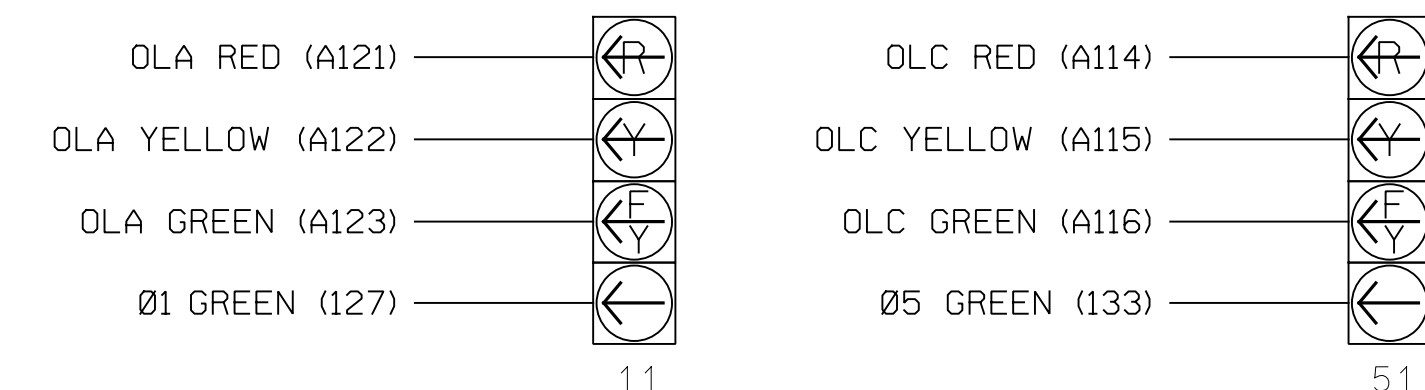 OLA RED (A121)
R
OLA YELLOW (A122)
Y
OLA GREEN (A123)
F
Y
Ø1 GREEN (127)
11
OLC RED (A114)
R
OLC YELLOW (A115)
Y
OLC GREEN (A116)
F
Y
Ø5 GREEN (133)
51